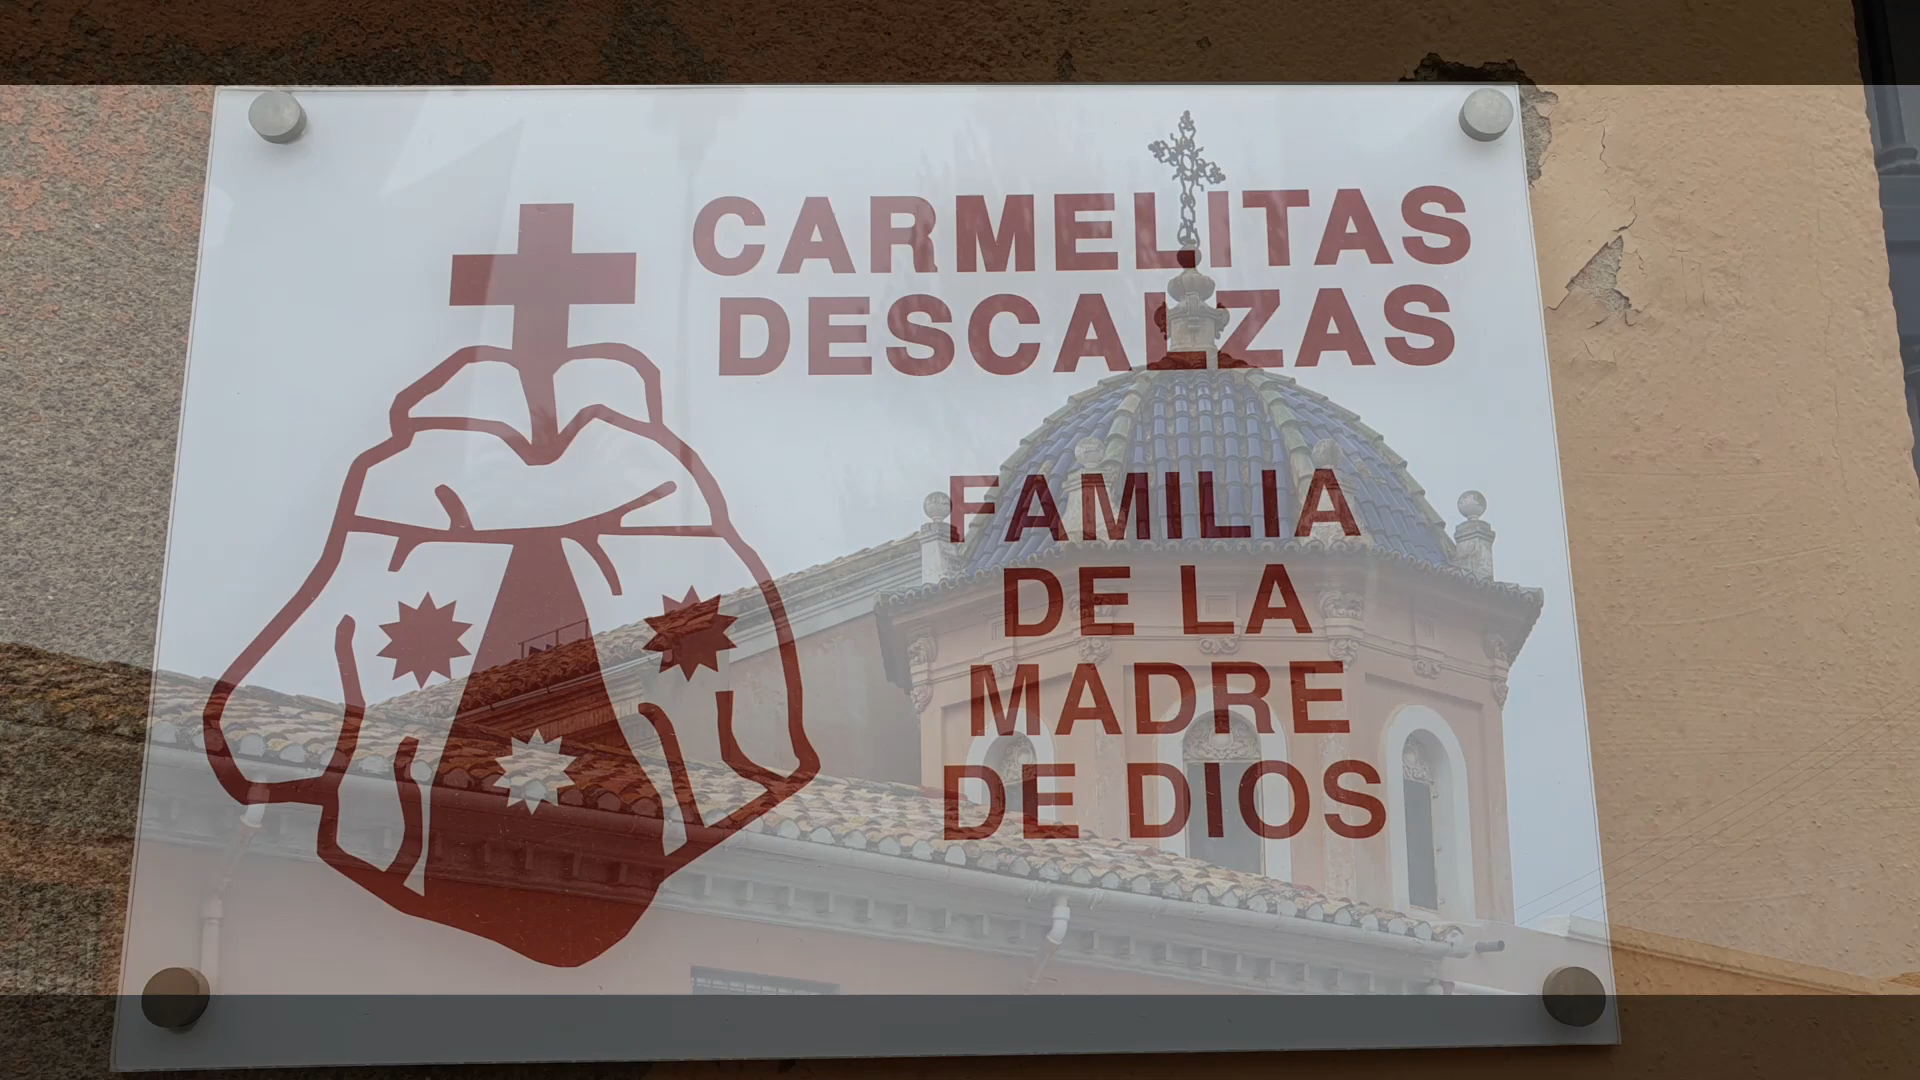 CARMELITAS
DESCALZAS
FAMILIA
DE LA
MADRE
DE DIOS